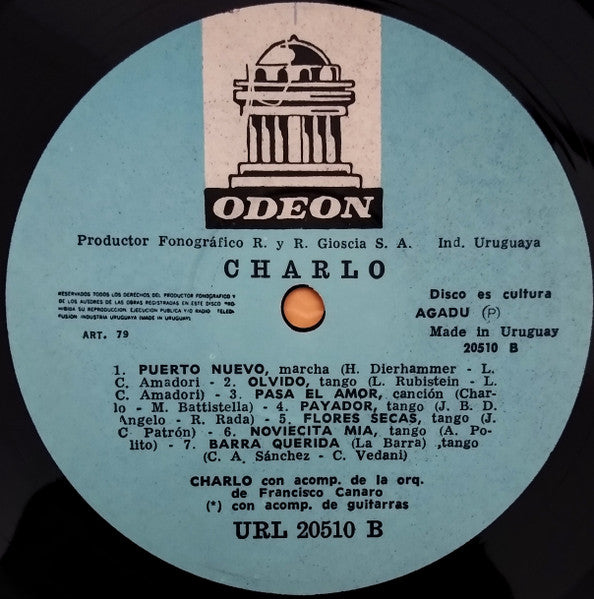 ODEON
Productor Fonográfico R. y R. Gioscia S. A. Ind. Uruguaya
CHARLO
RESERVADOS TODOS LOS DERECHOS DEL PRODUCTOR FONOGRAFICO Y
DE LOS AUTORES DE LAS OBRAS REGISTRADAS EN ESTE DISCO PRO-
HIBIDA SU REPRODUCCION EJECUCION PUBLICA Y/O RADIO TELED-
FUSION INDUSTRIA URUGUAYA (MADE IN URUGUAY)
ART. 79
Disco es cultura
AGADU (P)
Made in Uruguay
20510 B
1. PUERTO NUEVO, marcha (H. Dierhammer - L.
C. Amadori - 2. OLVIDO, tango (L. Rubistein - L.
C. Amadori) - 3. PASA EL AMOR, canción (Char-
lo - M. Battistella) - 4. PAYADOR, tango (J. B. D.
Angelo - R. Rada) - 5. FLORES SECAS, tango (J.
C Patrón) - 6. NOVIECITA MIA, tango (A. Po-
lito) - 7. BARRA QUERIDA (La Barra) ,tango
(C. A. Sánchez - C. Vedani)
CHARLO con acomp. de la orq.
de Francisco Canaro
(*) con acomp. de guitarras
URL 20510 B